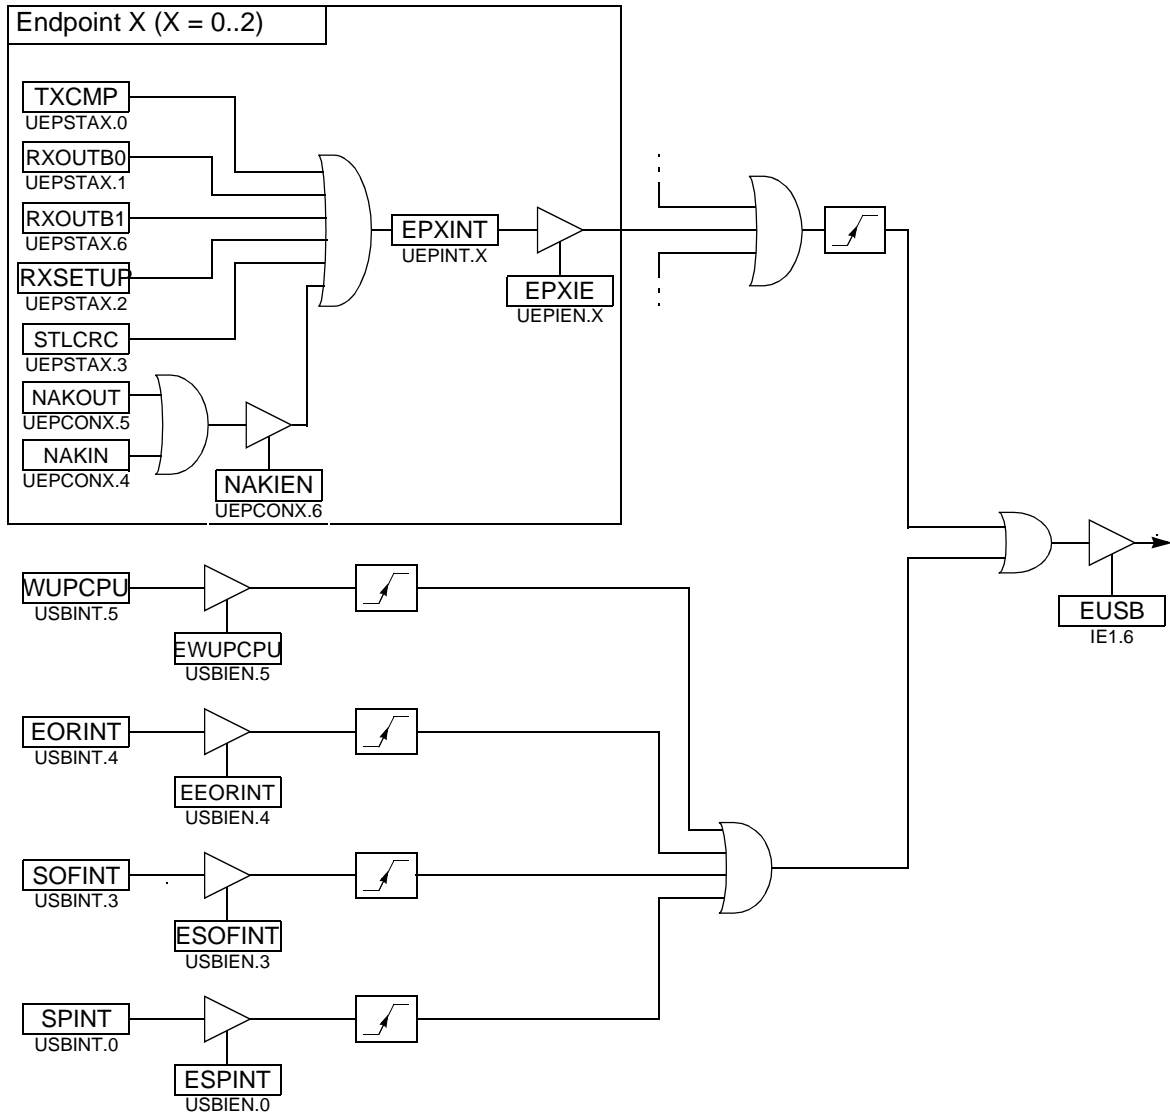 Endpoint X (X = 0..2)
TXCMP
UEPSTAX.0
RXOUTB0
UEPSTAX.1
RXOUTB1
UEPSTAX.6
RXSETUP
UEPSTAX.2
STLCRC
UEPSTAX.3
NAKOUT
UEPCONX.5
NAKIN
UEPCONX.4
NAKIEN
UEPCONX.6
EPXINT
UEPINT.X
EPXIE
UEPIEN.X
WUPCPU
USBINT.5
EWUPCPU
USBIEN.5
EUSB
IE1.6
EORINT
USBINT.4
EEORINT
USBIEN.4
SOFINT
USBINT.3
ESOFINT
USBIEN.3
SPINT
USBINT.0
ESPINT
USBIEN.0